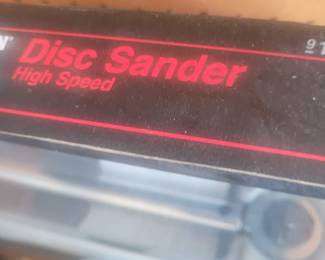 Disc Sander
High Speed